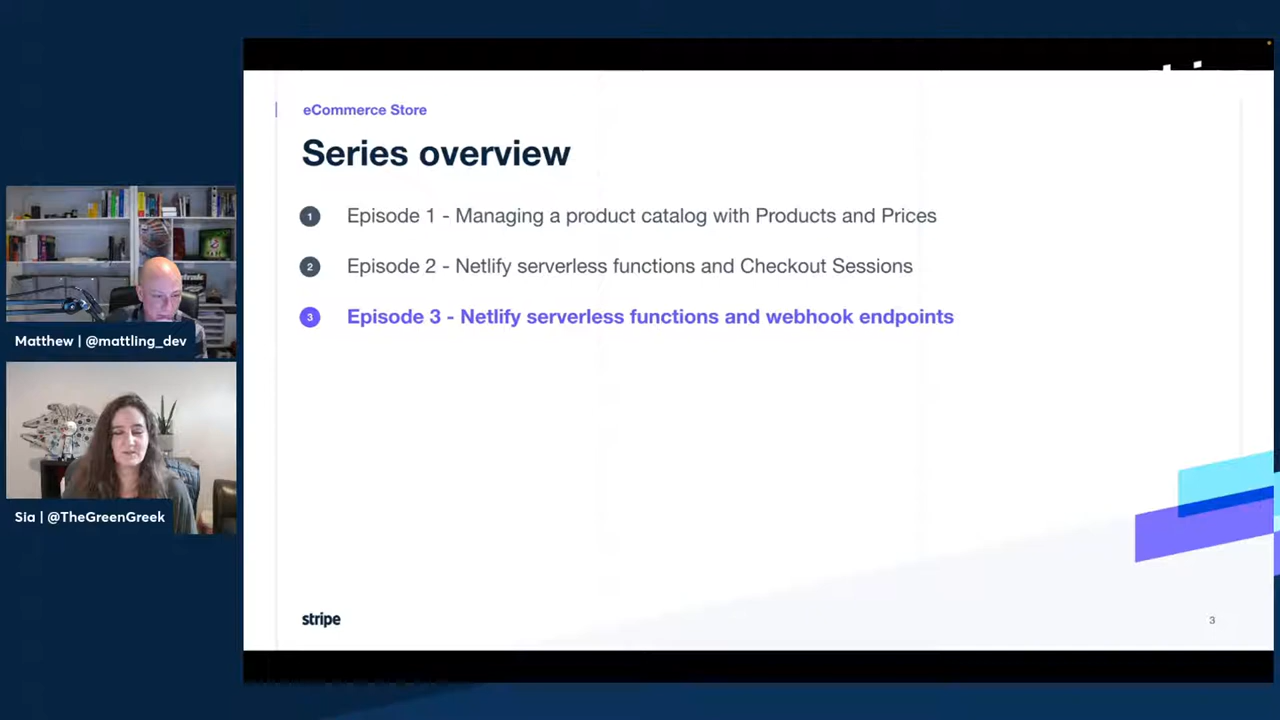 eCommerce Store
Series overview
1 Episode 1 - Managing a product catalog with Products and Prices
2 Episode 2 - Netlify serverless functions and Checkout Sessions
3 Episode 3 - Netlify serverless functions and webhook endpoints
Matthew | @mattling_dev
Sia | @TheGreenGreek
stripe
3